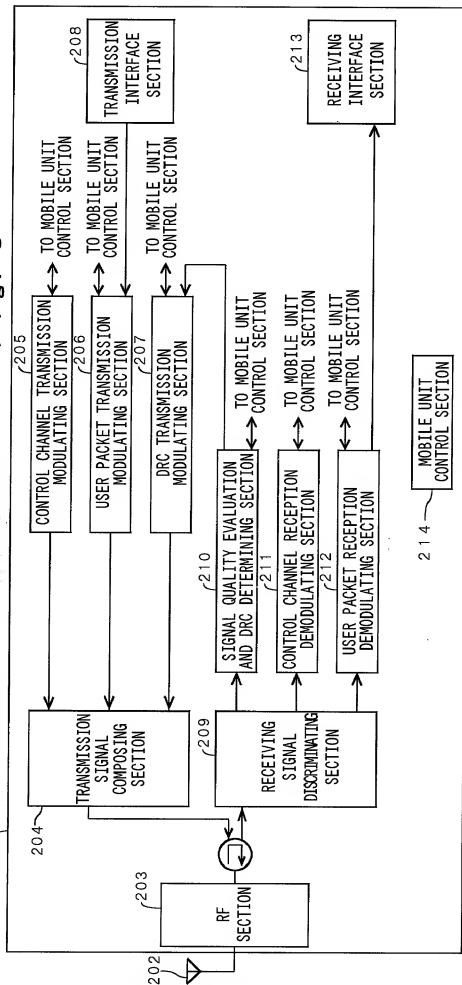 205
CONTROL CHANNEL TRANSMISSION
MODULATING SECTION
TO MOBILE UNIT
CONTROL SECTION
206
USER PACKET TRANSMISSION
MODULATING SECTION
TO MOBILE UNIT
CONTROL SECTION
208
TRANSMISSION
INTERFACE
SECTION
207
DRC TRANSMISSION
MODULATING SECTION
TO MOBILE UNIT
CONTROL SECTION
204
TRANSMISSION
SIGNAL
COMPOSING
SECTION
202
203
RF
SECTION
209
RECEIVING
SIGNAL
DISCRIMINATING
SECTION
210
SIGNAL QUALITY EVALUATION
AND DRC DETERMINING SECTION
TO MOBILE UNIT
CONTROL SECTION
211
CONTROL CHANNEL RECEPTION
DEMODULATING SECTION
TO MOBILE UNIT
CONTROL SECTION
212
USER PACKET RECEPTION
DEMODULATING SECTION
TO MOBILE UNIT
CONTROL SECTION
213
RECEIVING
INTERFACE
SECTION
214
MOBILE UNIT
CONTROL SECTION